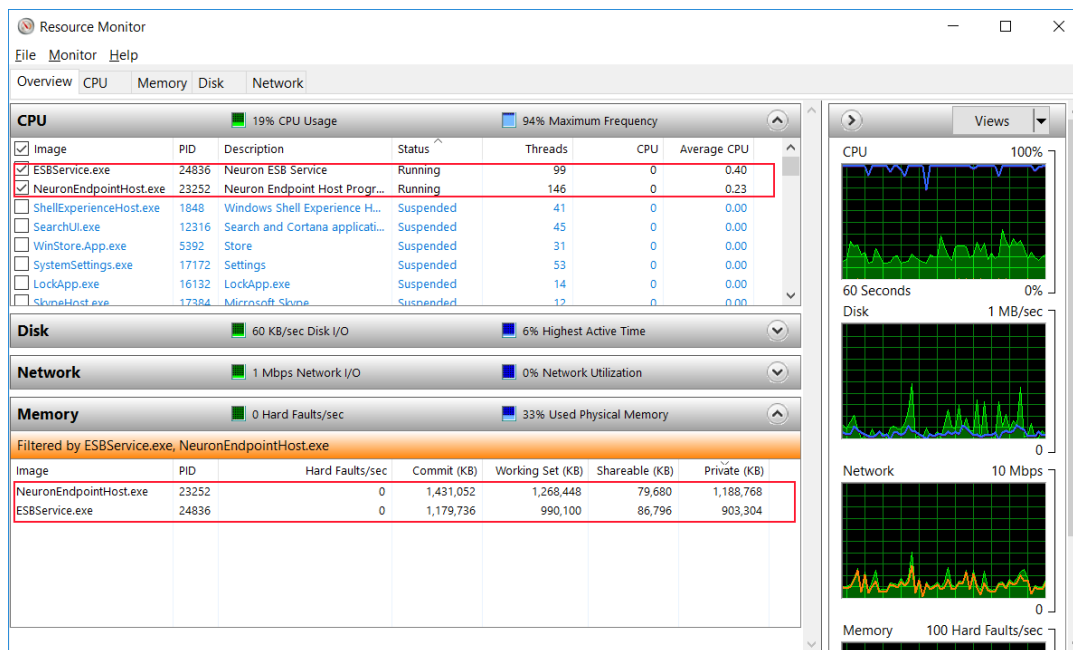 Resource Monitor
File Monitor Help
Overview CPU Memory Disk Network
CPU 19% CPU Usage 94% Maximum Frequency
Image PID Description Status Threads CPU Average CPU
ESBService.exe 24836 Neuron ESB Service Running 99 0 0.40
NeuronEndpointHost.exe 23252 Neuron Endpoint Host Progr... Running 146 0 0.23
ShellExperienceHost.exe 1848 Windows Shell Experience H... Suspended 41 0 0.00
SearchUI.exe 12316 Search and Cortana applicati... Suspended 45 0 0.00
WinStore.App.exe 5392 Store Suspended 31 0 0.00
SystemSettings.exe 17172 Settings Suspended 53 0 0.00
LockApp.exe 16132 LockApp.exe Suspended 14 0 0.00
SkypeHost.exe 17384 Microsoft Skype Suspended 12 0 0.00
Disk 60 KB/sec Disk I/O 6% Highest Active Time
Network 1 Mbps Network I/O 0% Network Utilization
Memory 0 Hard Faults/sec 33% Used Physical Memory
Filtered by ESBService.exe, NeuronEndpointHost.exe
Image PID Hard Faults/sec Commit (KB) Working Set (KB) Shareable (KB) Private (KB)
NeuronEndpointHost.exe 23252 0 1,431,052 1,268,448 79,680 1,188,768
ESBService.exe 24836 0 1,179,736 990,100 86,796 903,304
Views
CPU 100%
60 Seconds 0%
Disk 1 MB/sec
0
Network 10 Mbps
0
Memory 100 Hard Faults/sec